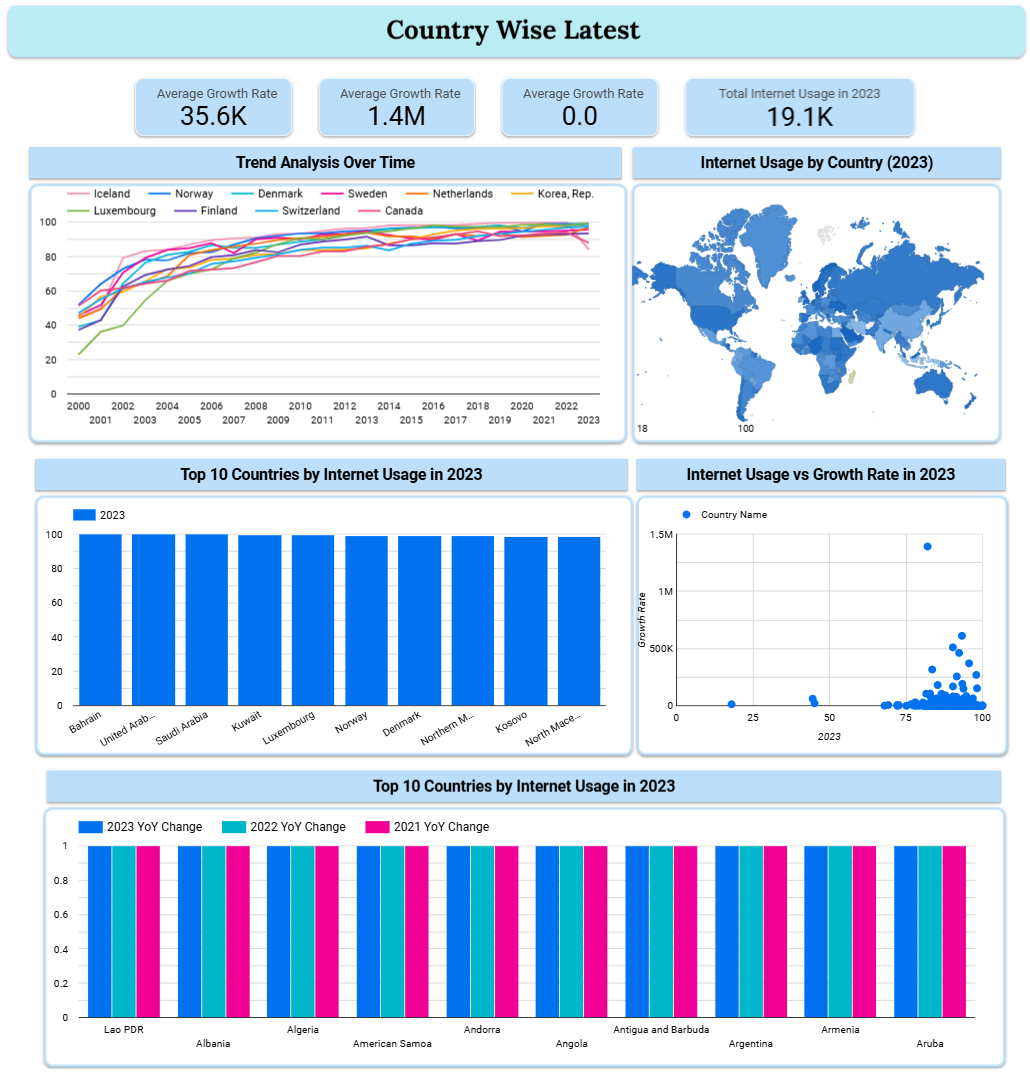 Country Wise Latest
Average Growth Rate
35.6K
Average Growth Rate
1.4M
Average Growth Rate
0.0
Total Internet Usage in 2023
19.1K
Trend Analysis Over Time
Iceland Norway Denmark Sweden Netherlands Korea, Rep.
Luxembourg Finland Switzerland Canada
100
80
60
40
20
0
2000 2002 2004 2006 2008 2010 2012 2014 2016 2018 2020 2022
2001 2003 2005 2007 2009 2011 2013 2015 2017 2019 2021 2023
Internet Usage by Country (2023)
18 100
Top 10 Countries by Internet Usage in 2023
2023
100
80
60
40
20
0
Bahrain United Arab... Saudi Arabia Kuwait Luxembourg Norway Denmark Northern M... Kosovo North Mace...
Internet Usage vs Growth Rate in 2023
Country Name
Growth Rate
1.5M
1M
500K
0
0 25 50 75 100
2023
Top 10 Countries by Internet Usage in 2023
2023 YoY Change 2022 YoY Change 2021 YoY Change
1
0.8
0.6
0.4
0.2
0
Lao PDR Algeria Andorra Antigua and Barbuda Armenia
Albania American Samoa Angola Argentina Aruba